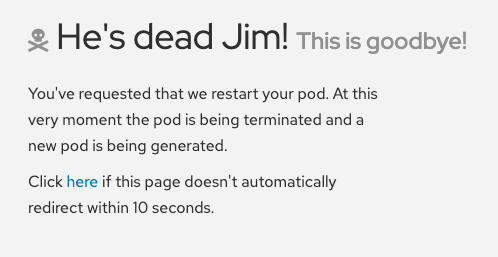 He's dead Jim! This is goodbye!
You've requested that we restart your pod. At this
very moment the pod is being terminated and a
new pod is being generated.
Click here if this page doesn't automatically
redirect within 10 seconds.